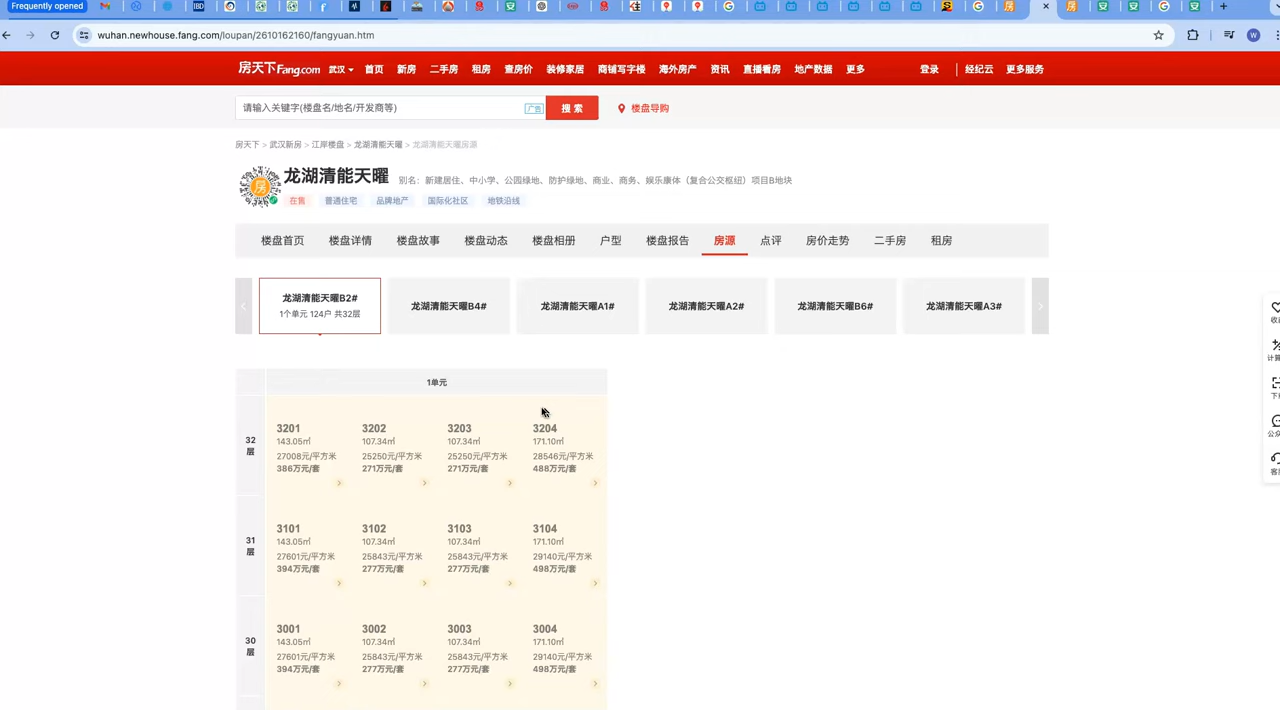 Frequently opened
wuhan.newhouse.fang.com/loupan/2610162160/fangyuan.htm
W
房天下Fang.com 武汉 首页 新房 二手房 租房 查房价 装修家居 商铺写字楼 海外房产 资讯 直播看房 地产数据 更多 登录 经纪云 更多服务
请输入关键字(楼盘名/地名/开发商等) 广告 搜 索 楼盘导购
房天下 > 武汉新房 > 江岸楼盘 > 龙湖清能天曜 > 龙湖清能天曜房源
龙湖清能天曜 别名：新建居住、中小学、公园绿地、防护绿地、商业、商务、娱乐康体（复合公交枢纽）项目B地块
房
在售 普通住宅 品牌地产 国际化社区 地铁沿线
楼盘首页 楼盘详情 楼盘故事 楼盘动态 楼盘相册 户型 楼盘报告 房源 点评 房价走势 二手房 租房
龙湖清能天曜B2#
1个单元 124户 共32层
龙湖清能天曜B4#
龙湖清能天曜A1#
龙湖清能天曜A2#
龙湖清能天曜B6#
龙湖清能天曜A3#
1单元
32
层
3201 3202 3203 3204
143.05㎡ 107.34㎡ 107.34㎡ 171.10㎡
27008元/平方米 25250元/平方米 25250元/平方米 28546元/平方米
386万元/套 271万元/套 271万元/套 488万元/套
31
层
3101 3102 3103 3104
143.05㎡ 107.34㎡ 107.34㎡ 171.10㎡
27601元/平方米 25843元/平方米 25843元/平方米 29140元/平方米
394万元/套 277万元/套 277万元/套 498万元/套
30
层
3001 3002 3003 3004
143.05㎡ 107.34㎡ 107.34㎡ 171.10㎡
27601元/平方米 25843元/平方米 25843元/平方米 29140元/平方米
394万元/套 277万元/套 277万元/套 498万元/套
收
计算
下
公众
客